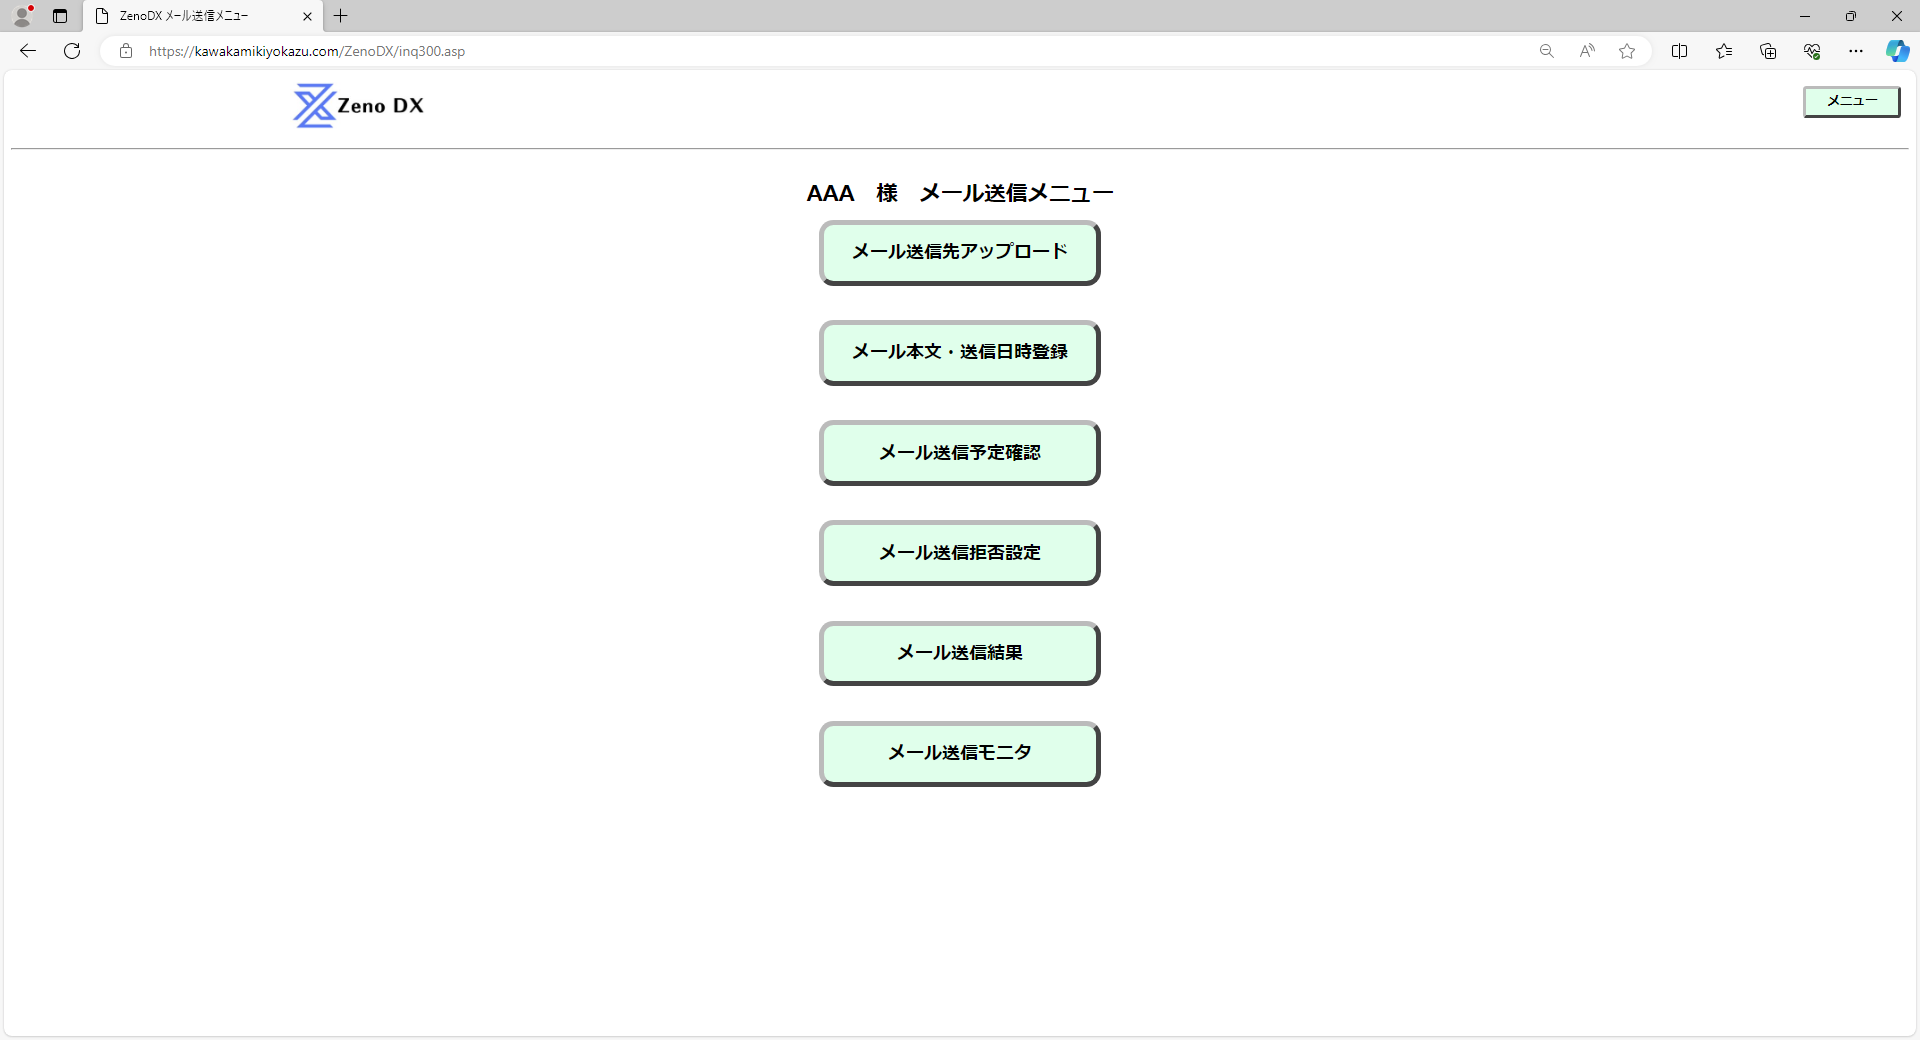 ZenoDX メール送信メニュー
https://kawakamikiyokazu.com/ZenoDX/inq300.asp
Zeno DX
メニュー
AAA　様　メール送信メニュー
メール送信先アップロード
メール本文・送信日時登録
メール送信予定確認
メール送信拒否設定
メール送信結果
メール送信モニタ